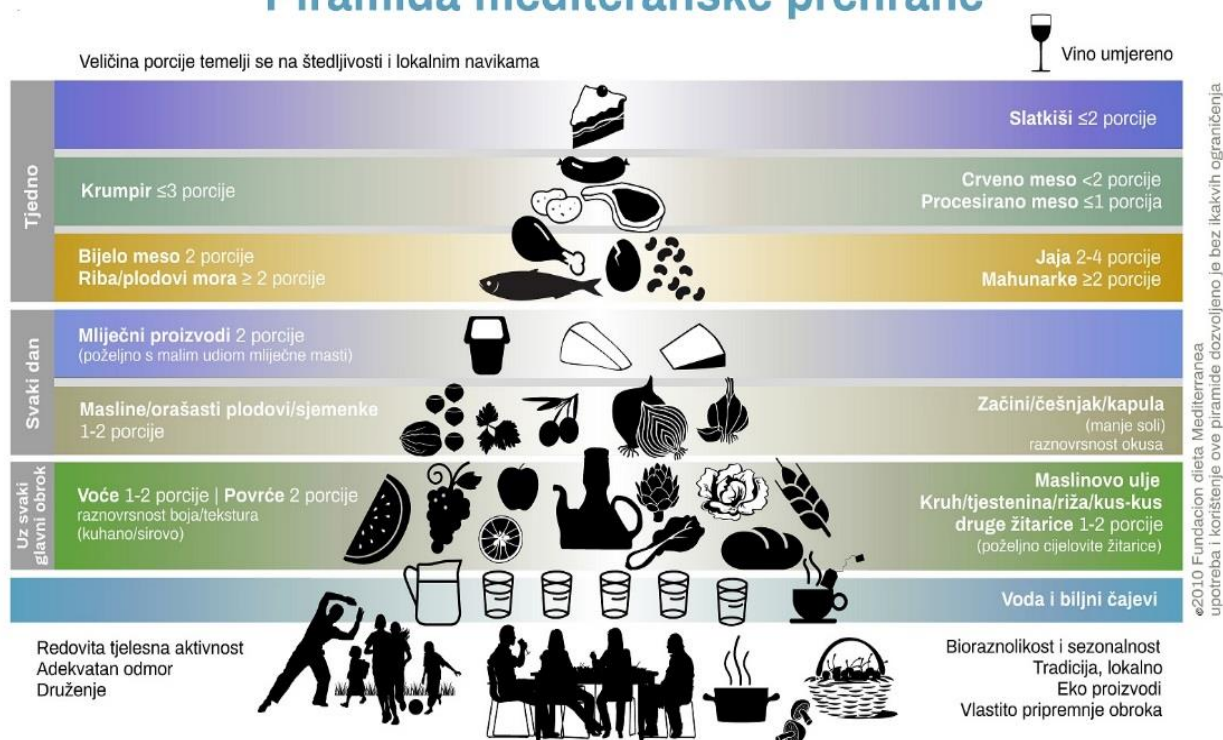 Piramida mediteranske prehrane
Veličina porcije temelji se na štedljivosti i lokalnim navikama
Vino umjereno
Tjedno
Slatkiši ≤2 porcije
Krumpir ≤3 porcije
Crveno meso <2 porcije
Procesirano meso ≤1 porcija
Bijelo meso 2 porcije
Riba/plodovi mora ≥ 2 porcije
Jaja 2-4 porcije
Mahunarke ≥2 porcije
Svaki dan
Mliječni proizvodi 2 porcije
(poželjno s malim udiom mliječne masti)
Masline/orašasti plodovi/sjemenke
1-2 porcije
Začini/češnjak/kapula
(manje soli)
raznovrsnost okusa
Uz svaki
glavni obrok
Voće 1-2 porcije | Povrće 2 porcije
raznovrsnost boja/tekstura
(kuhano/sirovo)
Maslinovo ulje
Kruh/tjestenina/riža/kus-kus
druge žitarice 1-2 porcije
(poželjno cijelovite žitarice)
Voda i biljni čajevi
Redovita tjelesna aktivnost
Adekvatan odmor
Druženje
Bioraznolikost i sezonalnost
Tradicija, lokalno
Eko proizvodi
Vlastito pripremnje obroka
©2010 Fundacion dieta Mediterranea
upotreba i korištenje ove piramide dozvoljeno je bez ikakvih ograničenja